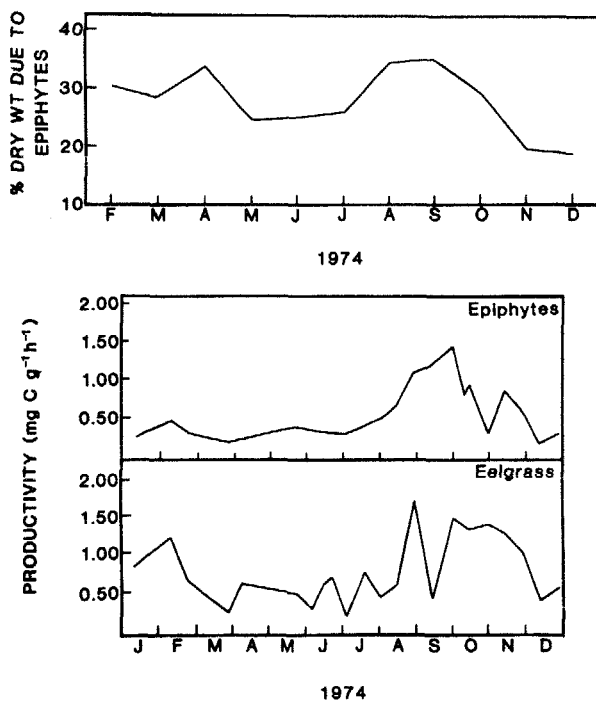 % DRY WT DUE TO
EPIPHYTES
40
30
20
10
F M A M J J A S O N D
1974
PRODUCTIVITY (mg C g⁻¹h⁻¹)
Epiphytes
2.00
1.50
1.00
0.50
Eelgrass
2.00
1.50
1.00
0.50
J F M A M J J A S O N D
1974